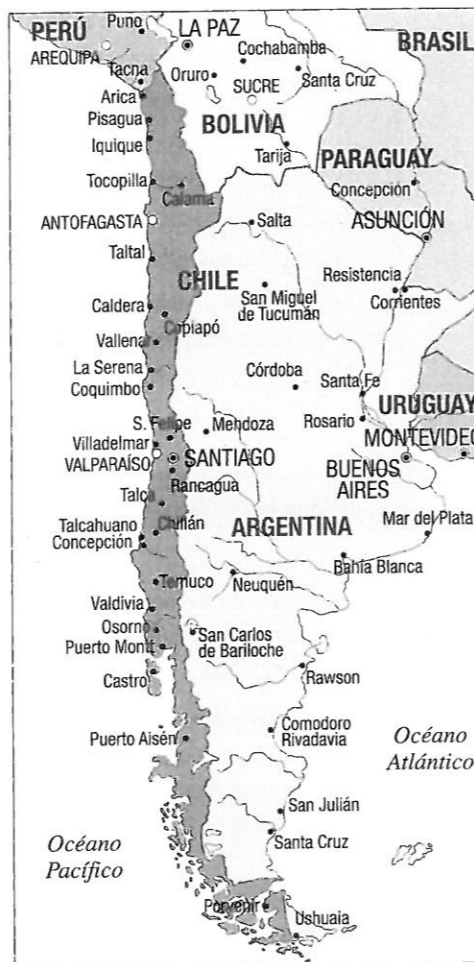 Puno
PERÚ
LA PAZ
BRASIL
AREQUIPA
Cochabamba
Tacna
Oruro
Santa Cruz
Arica
SUCRE
Pisagua
BOLIVIA
Iquique
Tarija
PARAGUAY
Tocopilla
Calama
Concepción
ANTOFAGASTA
Salta
ASUNCIÓN
Taltal
CHILE
Resistencia
San Miguel
de Tucumán
Corrientes
Caldera
Copiapó
Vallenar
La Serena
Córdoba
Santa Fe
Coquimbo
URUGUAY
S. Felipe
Mendoza
Rosario
Villadelmar
MONTEVIDEO
VALPARAÍSO
SANTIAGO
BUENOS
AIRES
Rancagua
Talca
Mar del Plata
Talcahuano
Chillán
ARGENTINA
Concepción
Bahía Blanca
Temuco
Neuquén
Valdivia
Osorno
San Carlos
de Bariloche
Puerto Montt
Castro
Rawson
Puerto Aisén
Comodoro
Rivadavia
Océano
Atlántico
San Julián
Océano
Pacífico
Santa Cruz
Porvenir
Ushuaia